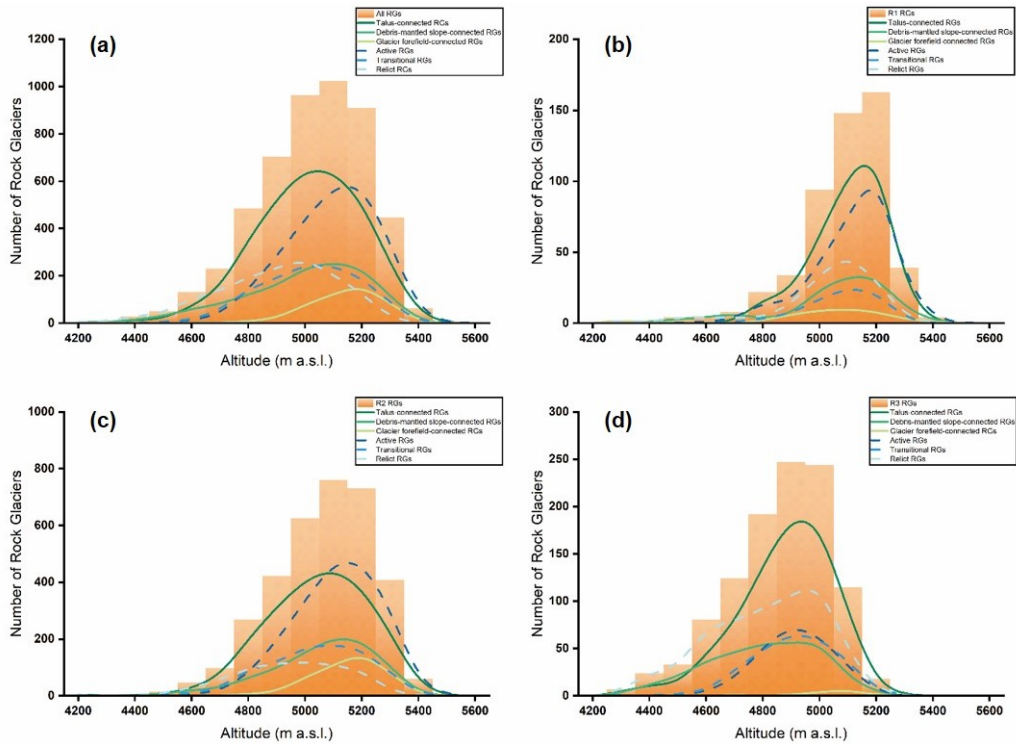 (a)
All RGs
Talus-connected RCs
Debris-mantled slope-connected RGs
Glacier forefield-connected RGs
Active RGs
Transitional RGs
Relict RCs
1200
1000
800
600
400
200
0
Number of Rock Glaciers
4200 4400 4600 4800 5000 5200 5400 5600
Altitude (m a.s.l.)
(b)
R1 RGs
Talus-connected RGs
Debris-mantled slope-connected RGs
Glacier forefield-connected RGs
Active RGs
Transitional RGs
Relict RGs
200
150
100
50
0
Number of Rock Glaciers
4200 4400 4600 4800 5000 5200 5400 5600
Altitude (m a.s.l.)
(c)
R2 RGs
Talus-connected RGs
Debris-mantled slope-connected RGs
Glacier forefield-connected RCs
Active RGs
Transitional RGs
Relict RGs
1000
800
600
400
200
0
Number of Rock Glaciers
4200 4400 4600 4800 5000 5200 5400 5600
Altitude (m a.s.l.)
(d)
R3 RGs
Talus-connected RGs
Debris-mantled slope-connected RGs
Glacier forefield-connected RGs
Active RGs
Transitional RGs
Relict RGs
300
250
200
150
100
50
0
Number of Rock Glaciers
4200 4400 4600 4800 5000 5200 5400 5600
Altitude (m a.s.l.)